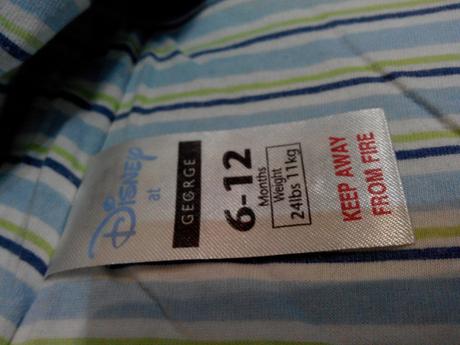 Disney
at
GEORGE
6-12
Months
Weight
24lbs 11kg
KEEP AWAY
FROM FIRE